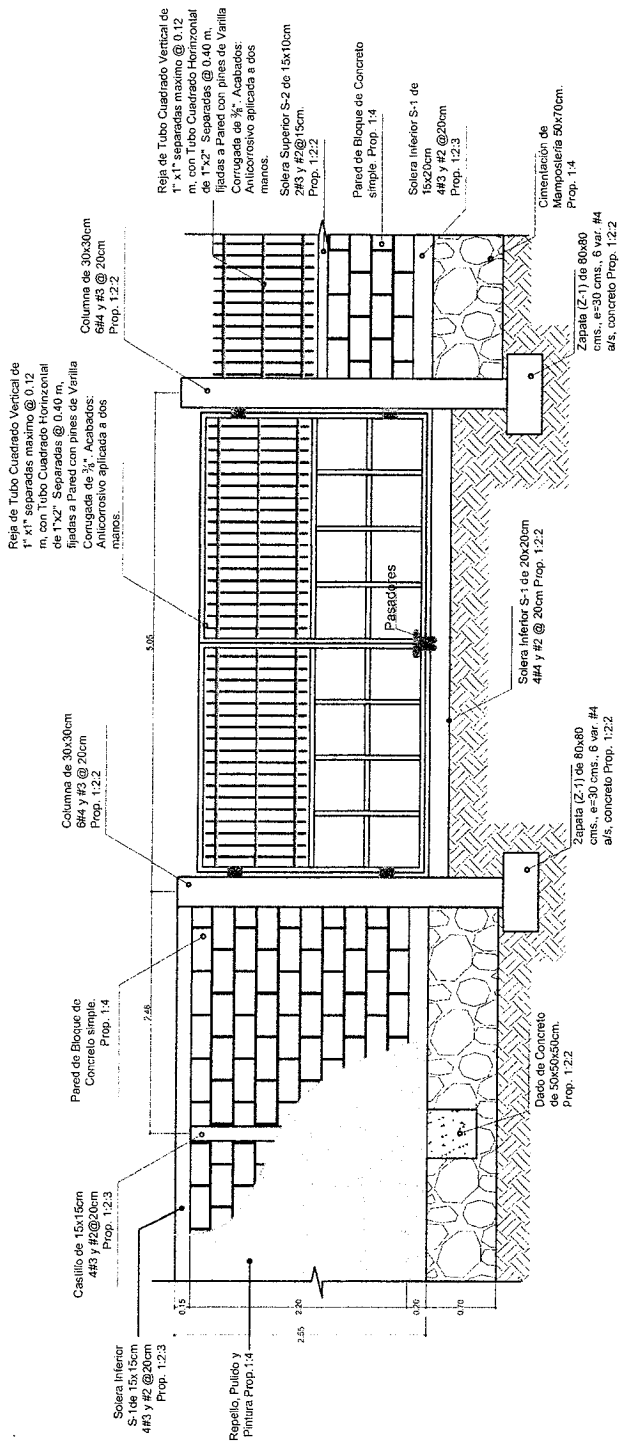 Solera Inferior
S-1de 15x15cm
4#3 y #2 @20cm
Prop. 1:2:3
Castillo de 15x15cm
4#3 y #2@20cm
Prop. 1:2:3
Pared de Bloque de
Concreto simple.
Prop. 1:4
Columna de 30x30cm
6#4 y #3 @ 20cm
Prop. 1:2:2
Reja de Tubo Cuadrado Vertical de
1" x1" separadas maximo @ 0.12
m, con Tubo Cuadrado Horinzontal
de 1"x2" Separadas @ 0.40 m,
fijadas a Pared con pines de Varilla
Corrugada de ⅜". Acabados:
Anticorrosivo aplicada a dos
manos.
Columna de 30x30cm
6#4 y #3 @ 20cm
Prop. 1:2:2
Reja de Tubo Cuadrado Vertical de
1" x1" separadas maximo @ 0.12
m, con Tubo Cuadrado Horinzontal
de 1"x2" Separadas @ 0.40 m,
fijadas a Pared con pines de Varilla
Corrugada de ⅜". Acabados:
Anticorrosivo aplicada a dos
manos.
Solera Superior S-2 de 15x10cm
2#3 y #2@15cm.
Prop. 1:2:2
Pared de Bloque de Concreto
simple. Prop. 1:4
Solera Inferior S-1 de
15x20cm
4#3 y #2 @20cm
Prop. 1:2:3
Cimentación de
Mampostería 50x70cm.
Prop. 1:4
2.46
5.05
0.15
2.20
2.55
0.20
0.70
Pasadores
Repello, Pulido y
Pintura Prop.1:4
Dado de Concreto
de 50x50x50cm.
Prop. 1:2:2
Zapata (Z-1) de 80x80
cms., e=30 cms., 6 var. #4
a/s, concreto Prop. 1:2:2
Solera Inferior S-1 de 20x20cm
4#4 y #2 @ 20cm Prop. 1:2:2
Zapata (Z-1) de 80x80
cms., e=30 cms., 6 var. #4
a/s, concreto Prop. 1:2:2